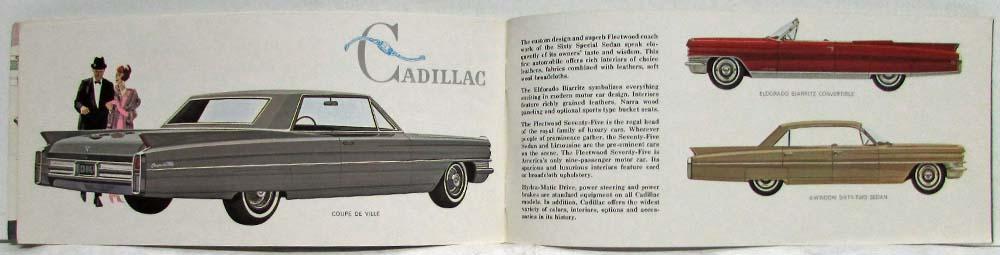 CADILLAC
COUPE DE VILLE
The custom design and superb Fleetwood coach
work of the Sixty Special Sedan speak elo-
quently of its owners' taste and wisdom. This
fine automobile offers rich interiors of choice
leathers, fabrics combined with leathers, soft
wool broadcloths.
The Eldorado Biarritz symbolizes everything
exciting in modern motor car design. Interiors
feature richly grained leathers. Narra wood
paneling and optional sports type bucket seats.
The Fleetwood Seventy-Five is the regal head
of the royal family of luxury cars. Wherever
people of prominence gather, the Seventy-Five
Sedan and Limousine are the pre-eminent cars
on the scene. The Fleetwood Seventy-Five is
America's only nine-passenger motor car. Its
spacious and luxurious interiors feature cord
or broadcloth upholstery.
Hydra-Matic Drive, power steering and power
brakes are standard equipment on all Cadillac
models. In addition, Cadillac offers the widest
variety of colors, interiors, options and acces-
sories in its history.
ELDORADO BIARRITZ CONVERTIBLE
6-WINDOW SIXTY-TWO SEDAN